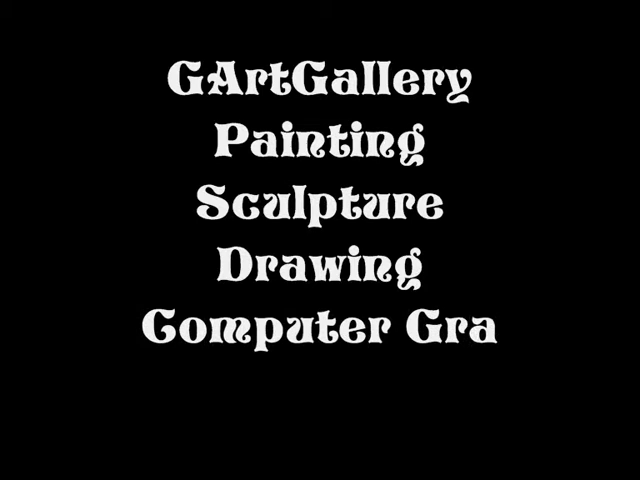 GArtGallery
Painting
Sculpture
Drawing
Computer Gra